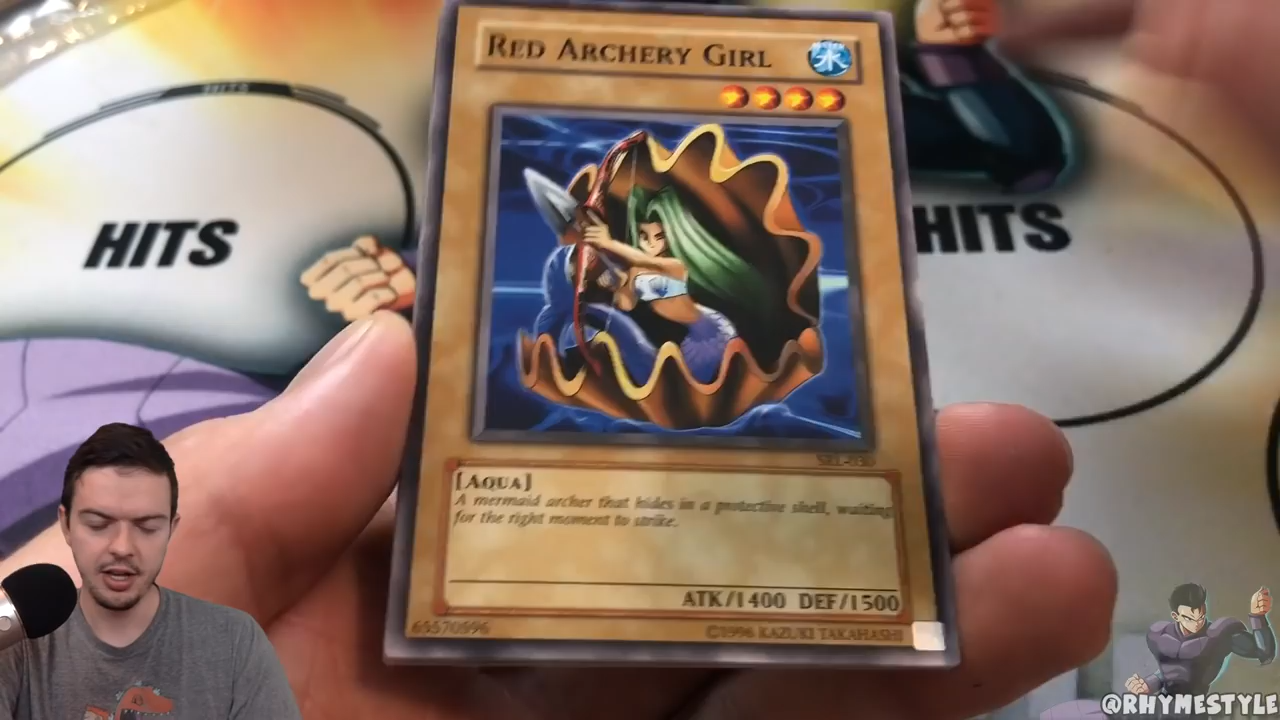 RED ARCHERY GIRL
水
HITS
HITS
HITS
[AQUA]
A mermaid archer that hides in a protective shell, waiting
for the right moment to strike.
ATK/1400 DEF/1500
65570596
©1996 KAZUKI TAKAHASHI
@RHYMESTYLE